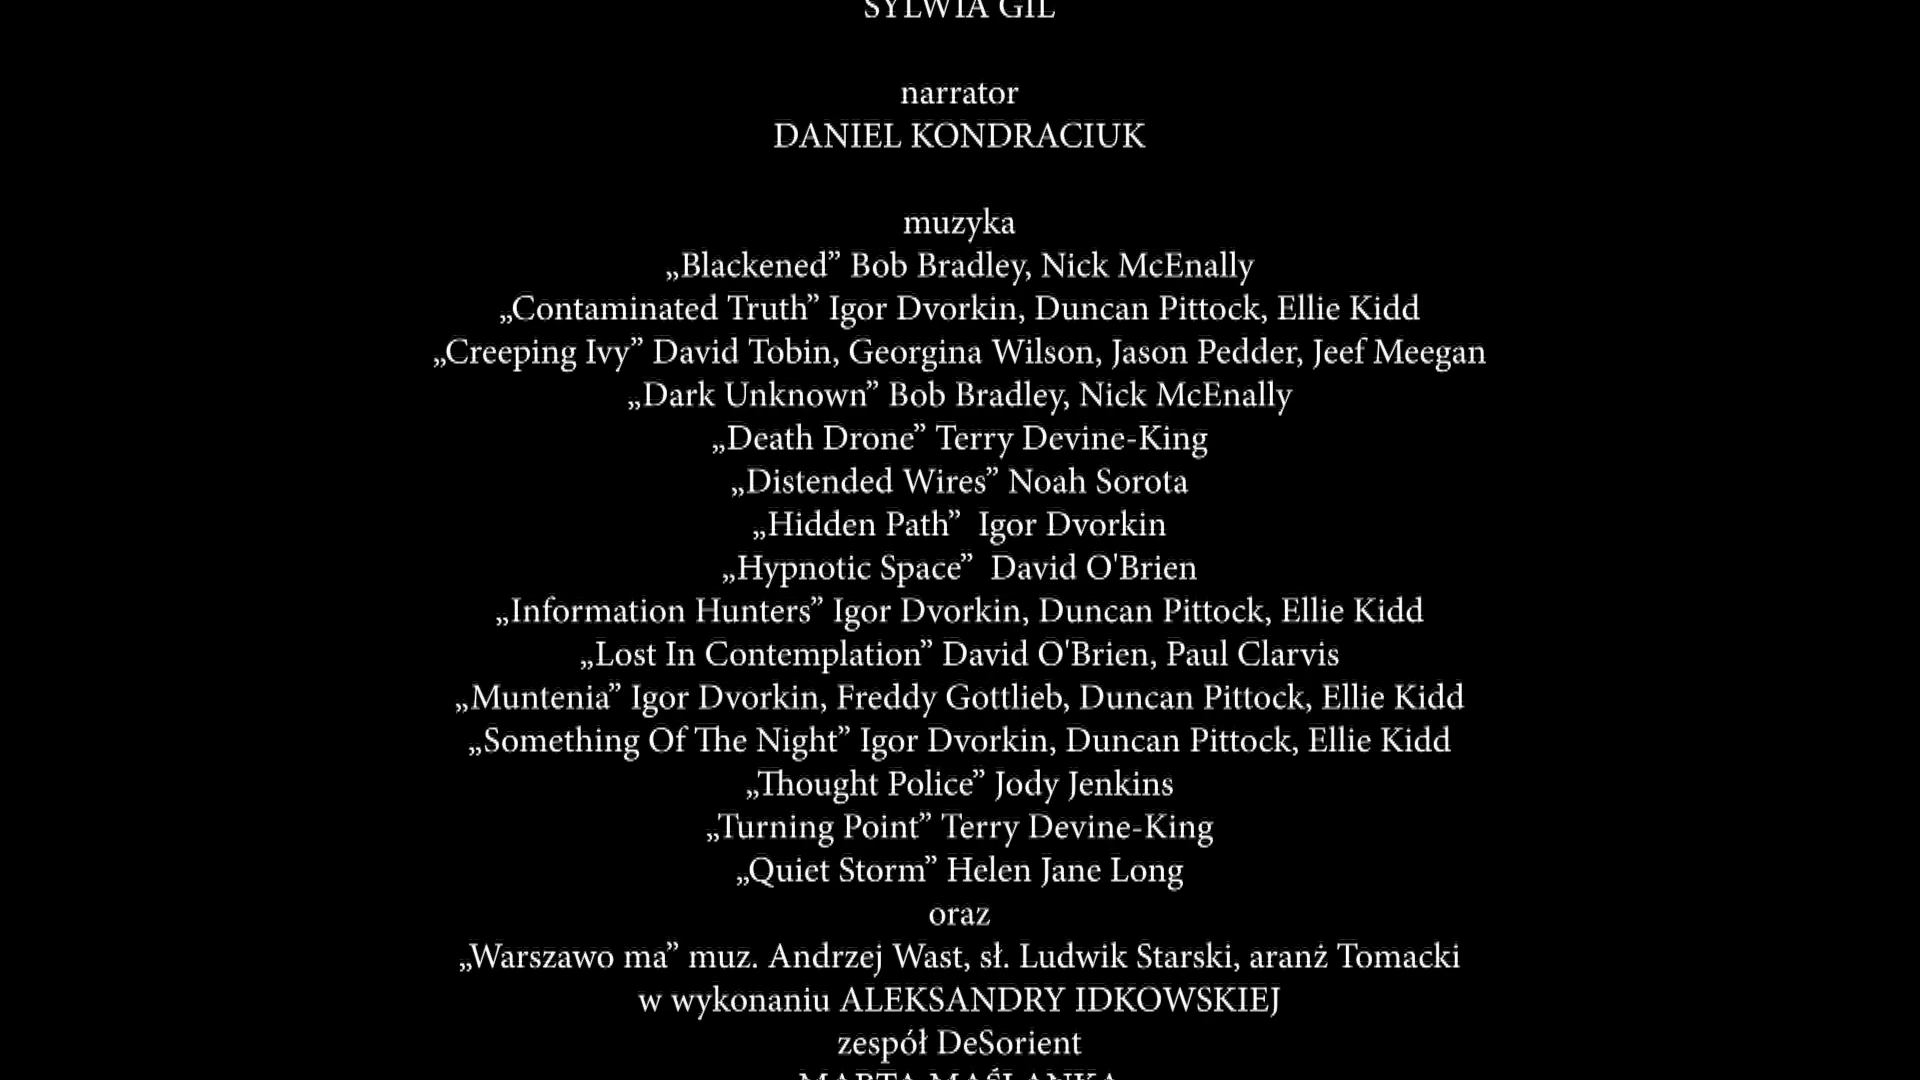 SYLWIA GIL
narrator
DANIEL KONDRACIUK
muzyka
„Blackened” Bob Bradley, Nick McEnally
„Contaminated Truth” Igor Dvorkin, Duncan Pittock, Ellie Kidd
„Creeping Ivy” David Tobin, Georgina Wilson, Jason Pedder, Jeef Meegan
„Dark Unknown” Bob Bradley, Nick McEnally
„Death Drone” Terry Devine-King
„Distended Wires” Noah Sorota
„Hidden Path”  Igor Dvorkin
„Hypnotic Space”  David O'Brien
„Information Hunters” Igor Dvorkin, Duncan Pittock, Ellie Kidd
„Lost In Contemplation” David O'Brien, Paul Clarvis
„Muntenia” Igor Dvorkin, Freddy Gottlieb, Duncan Pittock, Ellie Kidd
„Something Of The Night” Igor Dvorkin, Duncan Pittock, Ellie Kidd
„Thought Police” Jody Jenkins
„Turning Point” Terry Devine-King
„Quiet Storm” Helen Jane Long
oraz
„Warszawo ma” muz. Andrzej Wast, sł. Ludwik Starski, aranż Tomacki
w wykonaniu ALEKSANDRY IDKOWSKIEJ
zespół DeSorient
MARTA MAŚLANKA